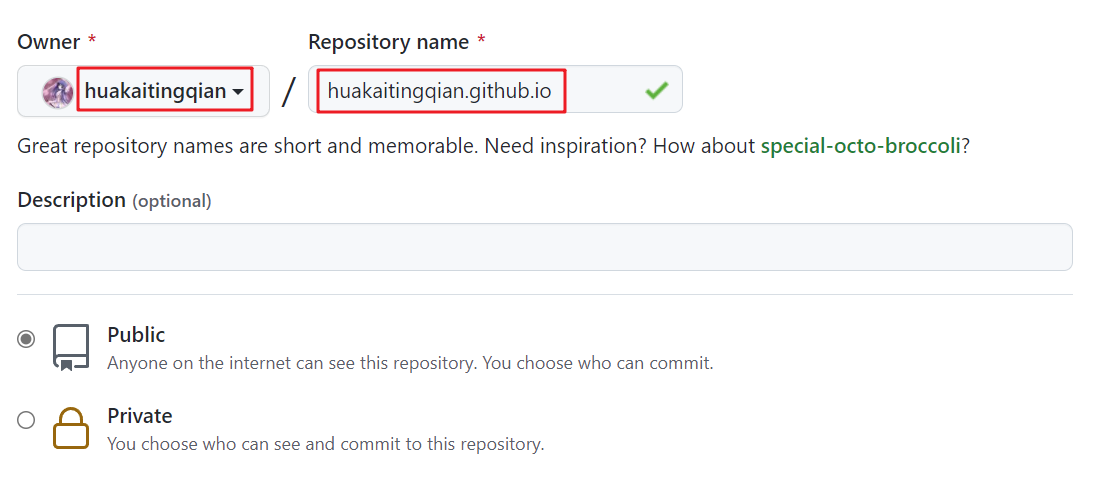 Owner * Repository name *
huakaitingqian / huakaitingqian.github.io
Great repository names are short and memorable. Need inspiration? How about special-octo-broccoli?
Description (optional)
Public
Anyone on the internet can see this repository. You choose who can commit.
Private
You choose who can see and commit to this repository.